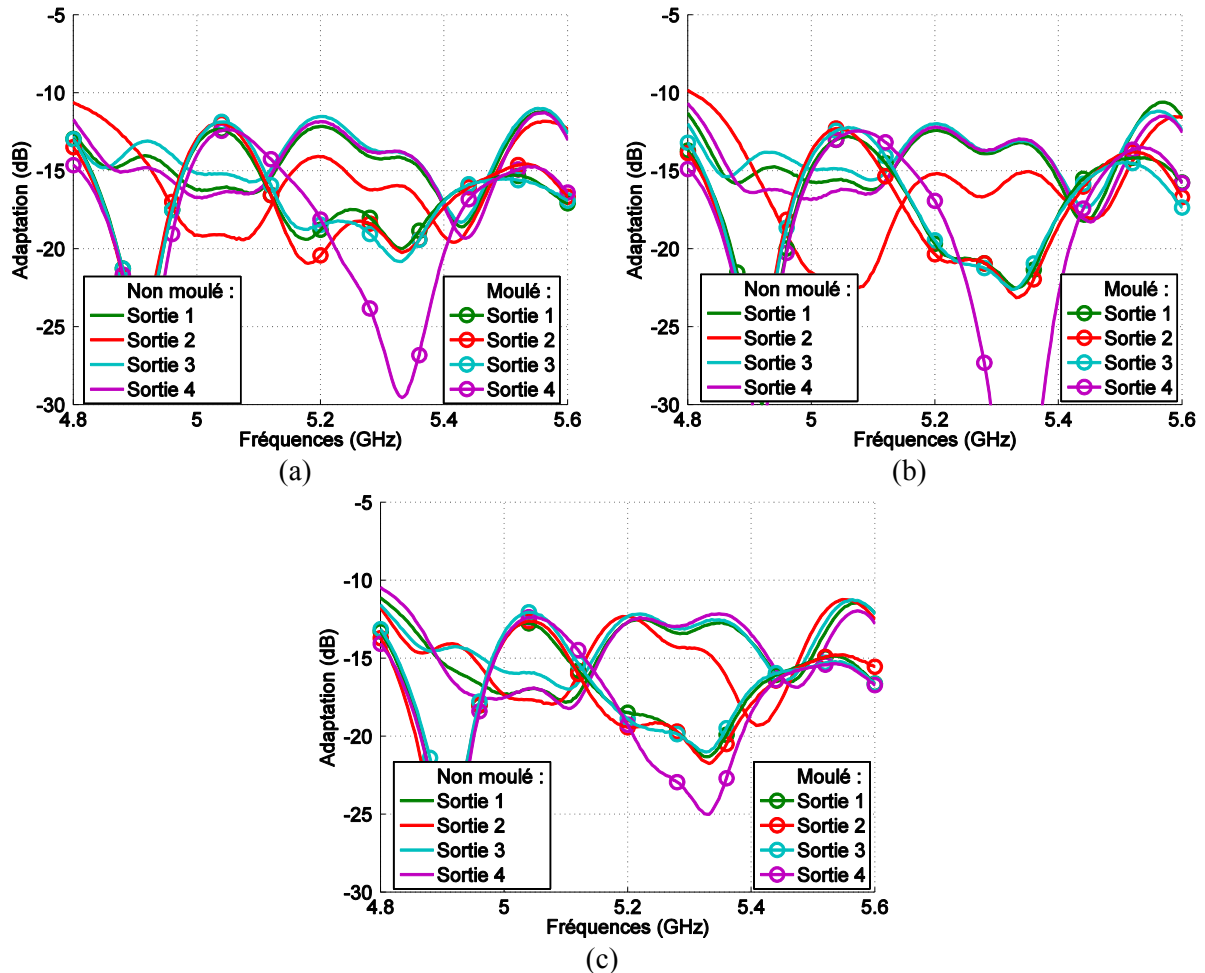 -5
-10
-15
-20
-25
-30
Adaptation (dB)
4.8
5
5.2
5.4
5.6
Fréquences (GHz)
Non moulé :
Sortie 1
Sortie 2
Sortie 3
Sortie 4
Moulé :
Sortie 1
Sortie 2
Sortie 3
Sortie 4
(a)
-5
-10
-15
-20
-25
-30
Adaptation (dB)
4.8
5
5.2
5.4
5.6
Fréquences (GHz)
Non moulé :
Sortie 1
Sortie 2
Sortie 3
Sortie 4
Moulé :
Sortie 1
Sortie 2
Sortie 3
Sortie 4
(b)
-5
-10
-15
-20
-25
-30
Adaptation (dB)
4.8
5
5.2
5.4
5.6
Fréquences (GHz)
Non moulé :
Sortie 1
Sortie 2
Sortie 3
Sortie 4
Moulé :
Sortie 1
Sortie 2
Sortie 3
Sortie 4
(c)